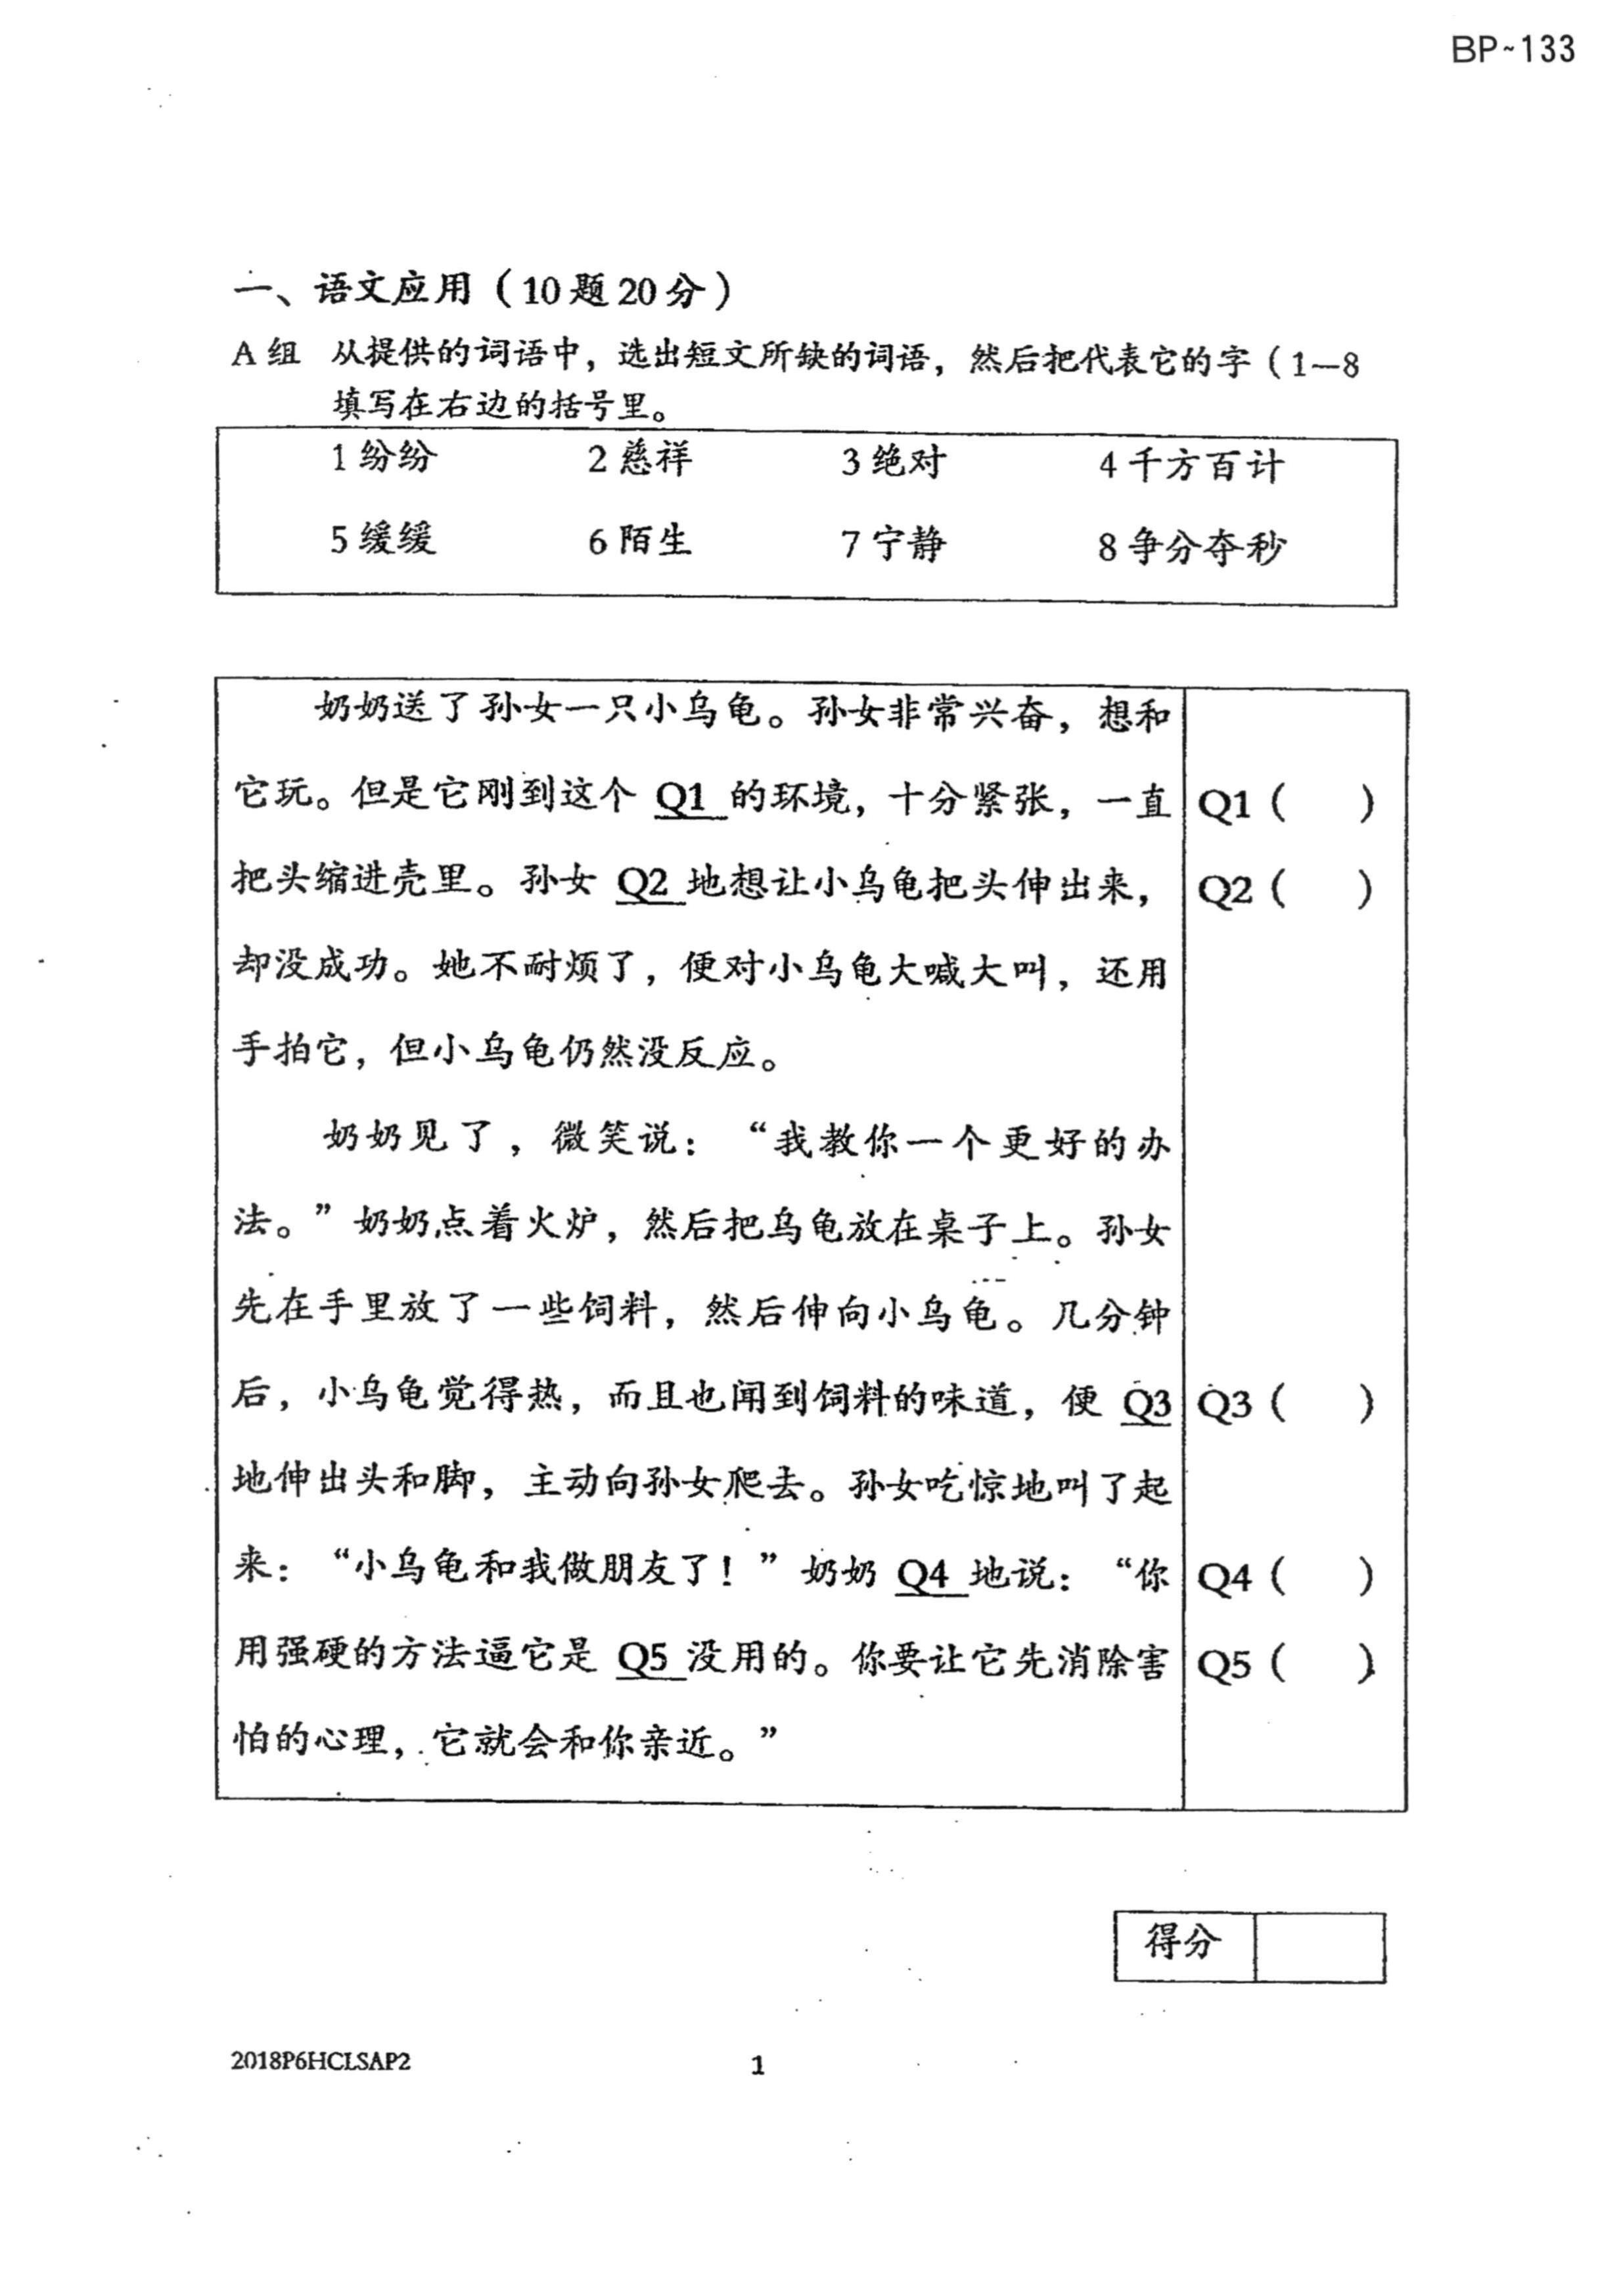 BP~133
一、语文应用（10题20分）
A组 从提供的词语中，选出短文所缺的词语，然后把代表它的字（1—8
填写在右边的括号里。
1 纷纷 2 慈祥 3 绝对 4 千方百计
5 缓缓 6 陌生 7 宁静 8 争分夺秒
奶奶送了孙女一只小乌龟。孙女非常兴奋，想和
它玩。但是它刚到这个 Q1 的环境，十分紧张，一直 Q1（ ）
把头缩进壳里。孙女 Q2 地想让小乌龟把头伸出来， Q2（ ）
却没成功。她不耐烦了，便对小乌龟大喊大叫，还用
手拍它，但小乌龟仍然没反应。
奶奶见了，微笑说：“我教你一个更好的办
法。”奶奶点着火炉，然后把乌龟放在桌子上。孙女
先在手里放了一些饲料，然后伸向小乌龟。几分钟
后，小乌龟觉得热，而且也闻到饲料的味道，便 Q3 Q3（ ）
地伸出头和脚，主动向孙女爬去。孙女吃惊地叫了起
来：“小乌龟和我做朋友了！”奶奶 Q4 地说：“你 Q4（ ）
用强硬的方法逼它是 Q5 没用的。你要让它先消除害 Q5（ ）
怕的心理，它就会和你亲近。”
得分
2018P6HCLSAP2 1